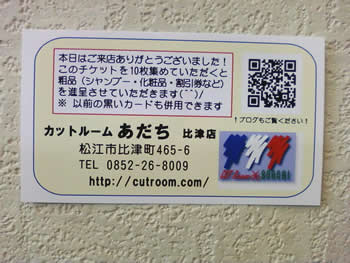 本日はご来店ありがとうございました！
このチケットを10枚集めていただくと
粗品（シャンプー・化粧品・割引券など）
を進呈させていただきます(^^)/
※ 以前の黒いカードも併用できます
↑ブログもご覧ください！
カットルーム あだち 比津店
松江市比津町465-6
TEL 0852-26-8009
http://cutroom.com/